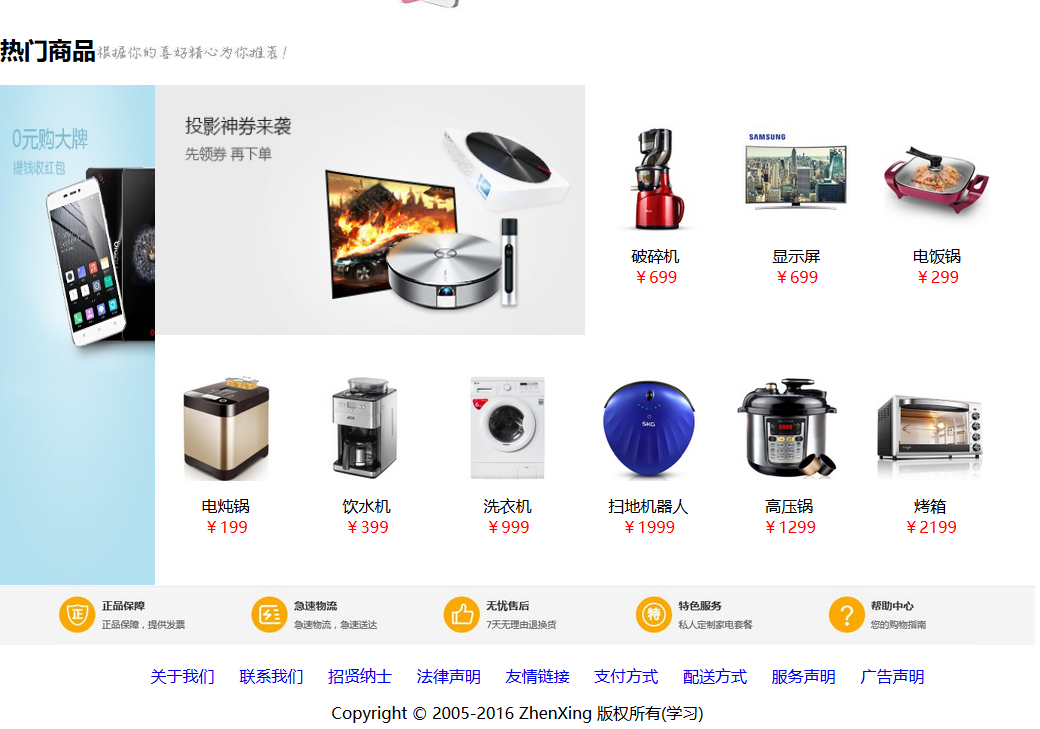 热门商品 根据你的喜好精心为你推荐！
0元购大牌
提钱收红包
投影神券来袭
先领券 再下单
SAMSUNG
破碎机 显示屏 电饭锅
￥699 ￥699 ￥299
SKG
电炖锅 饮水机 洗衣机 扫地机器人 高压锅 烤箱
￥199 ￥399 ￥999 ￥1999 ￥1299 ￥2199
正 正品保障 急速物流 无忧售后 特 特色服务 ? 帮助中心
正品保障，提供发票 急速物流，急速送达 7天无理由退换货 私人定制家电套餐 您的购物指南
关于我们 联系我们 招贤纳士 法律声明 友情链接 支付方式 配送方式 服务声明 广告声明
Copyright © 2005-2016 ZhenXing 版权所有(学习)